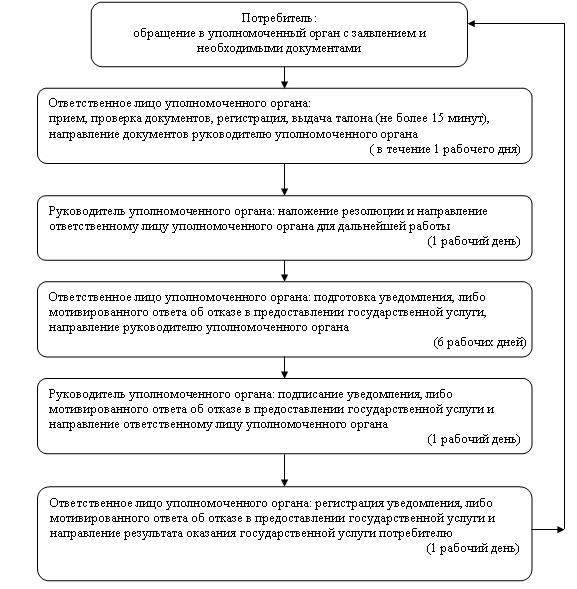 Потребитель:
обращение в уполномоченный орган с заявлением и
необходимыми документами
Ответственное лицо уполномоченного органа:
прием, проверка документов, регистрация, выдача талона (не более 15 минут),
направление документов руководителю уполномоченного органа
( в течение 1 рабочего дня)
Руководитель уполномоченного органа: наложение резолюции и направление
ответственному лицу уполномоченного органа для дальнейшей работы
(1 рабочий день)
Ответственное лицо уполномоченного органа: подготовка уведомления, либо
мотивированного ответа об отказе в предоставлении государственной услуги,
направление руководителю уполномоченного органа
(6 рабочих дней)
Руководитель уполномоченного органа: подписание уведомления, либо
мотивированного ответа об отказе в предоставлении государственной услуги и
направление ответственному лицу уполномоченного органа
(1 рабочий день)
Ответственное лицо уполномоченного органа: регистрация уведомления, либо
мотивированного ответа об отказе в предоставлении государственной услуги и
направление результата оказания государственной услуги потребителю
(1 рабочий день)